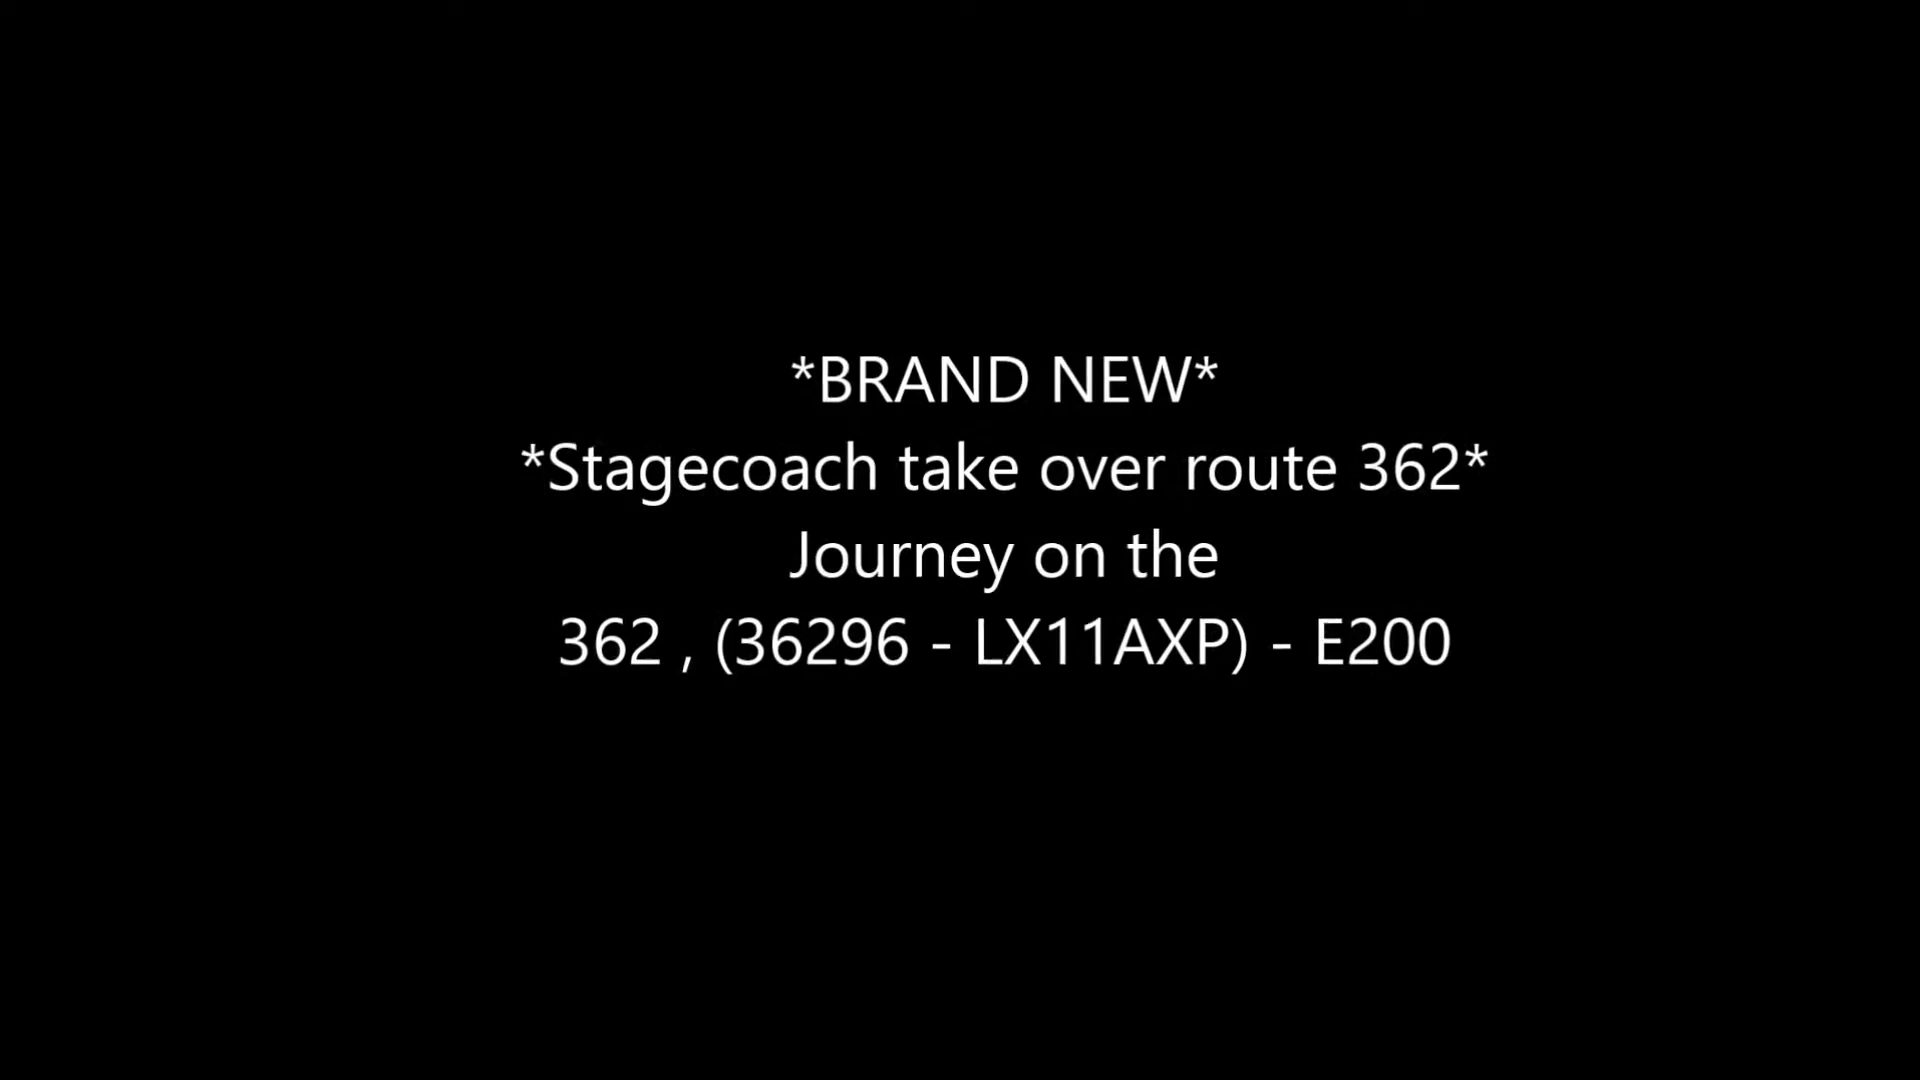 *BRAND NEW*
*Stagecoach take over route 362*
Journey on the
362 , (36296 - LX11AXP) - E200